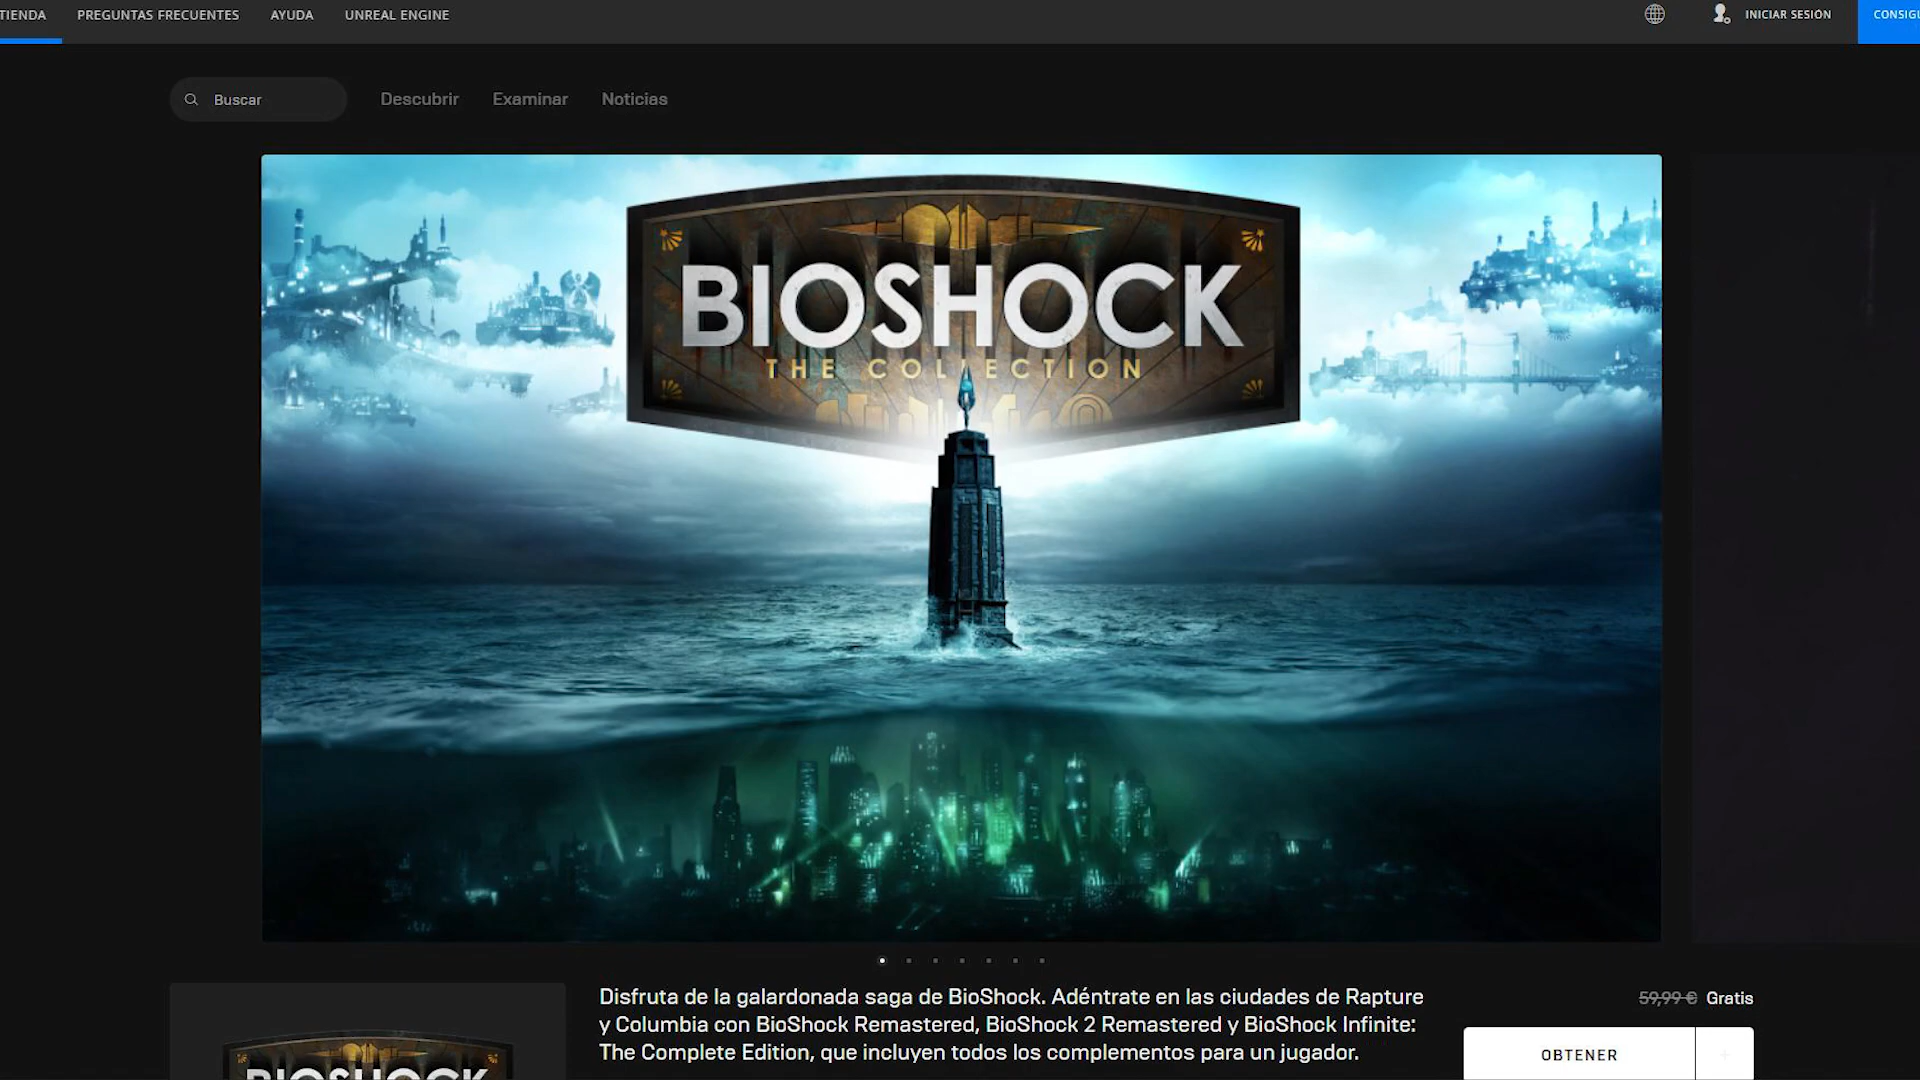 TIENDA PREGUNTAS FRECUENTES AYUDA UNREAL ENGINE INICIAR SESIÓN
Buscar Descubrir Examinar Noticias
BIOSHOCK
THE COLLECTION
Disfruta de la galardonada saga de BioShock. Adéntrate en las ciudades de Rapture
y Columbia con BioShock Remastered, BioShock 2 Remastered y BioShock Infinite:
The Complete Edition, que incluyen todos los complementos para un jugador.
59,99 € Gratis
OBTENER +
BIOSHOCK